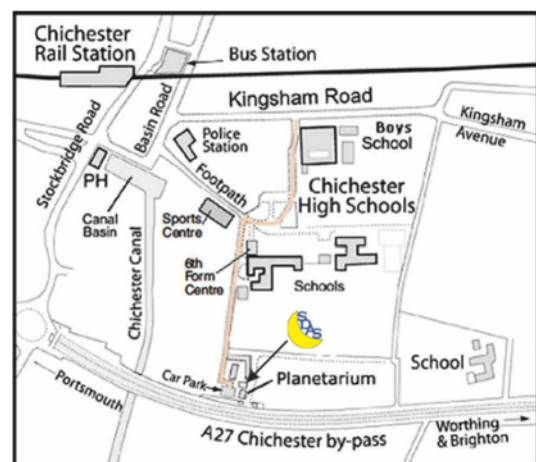 Chichester
Rail Station
Bus Station
Stockbridge Road
Basin Road
Kingsham Road
Kingsham
Avenue
Police
Station
Boys
School
Footpath
PH
Canal
Basin
Sports
Centre
Chichester
High Schools
Chichester Canal
6th
Form
Centre
Schools
SDAS
School
Car Park
Planetarium
Portsmouth
A27 Chichester by-pass
Worthing
& Brighton